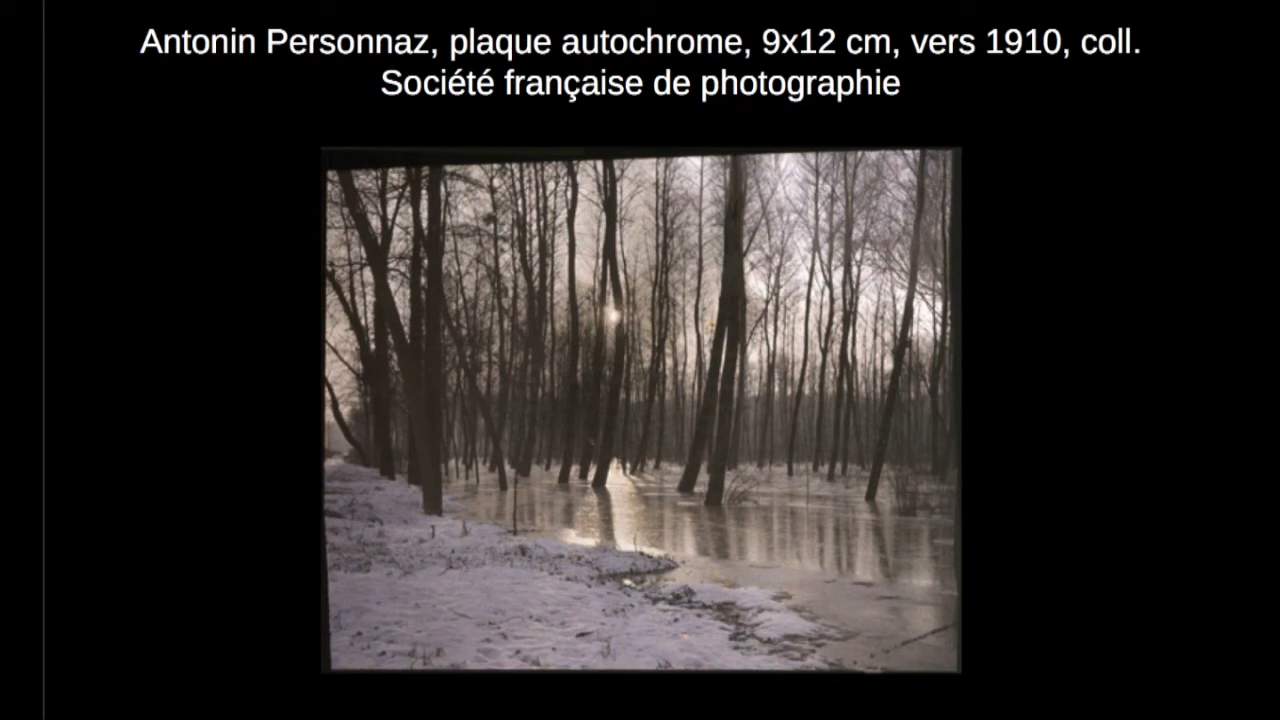 Antonin Personnaz, plaque autochrome, 9x12 cm, vers 1910, coll.
Société française de photographie